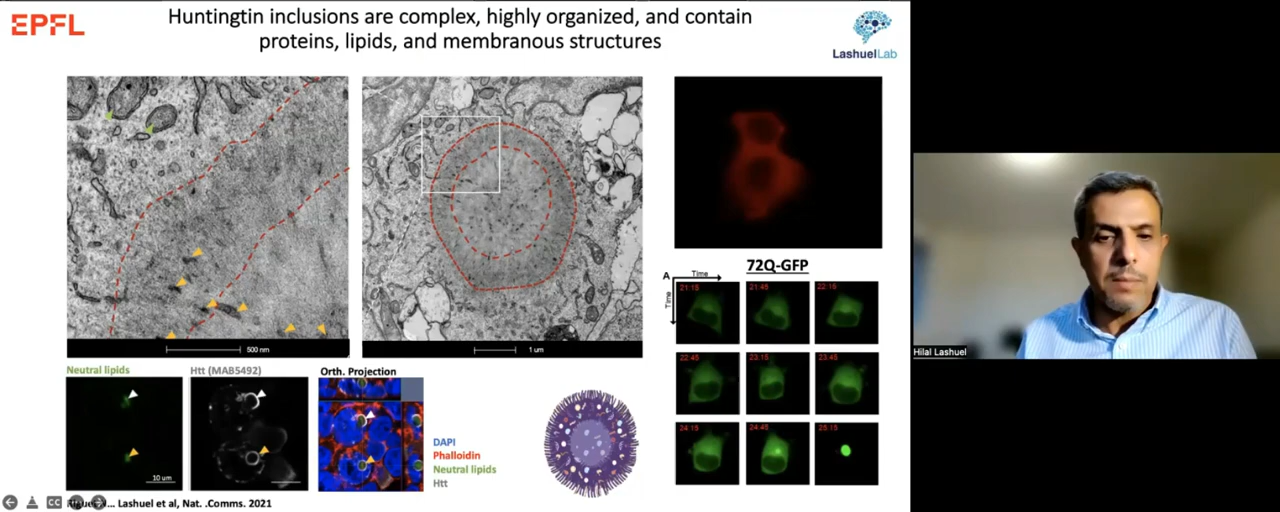 EPFL
Huntingtin inclusions are complex, highly organized, and contain
proteins, lipids, and membranous structures
LashuelLab
500 nm
1 um
72Q-GFP
A
Time
Time
21:15
21:45
22:15
22:45
23:15
23:45
24:15
24:45
25:15
Neutral lipids
Htt (MAB5492)
Orth. Projection
10 um
DAPI
Phalloidin
Neutral lipids
Htt
CC
Lashuel et al, Nat. .Comms. 2021
Hilal Lashuel